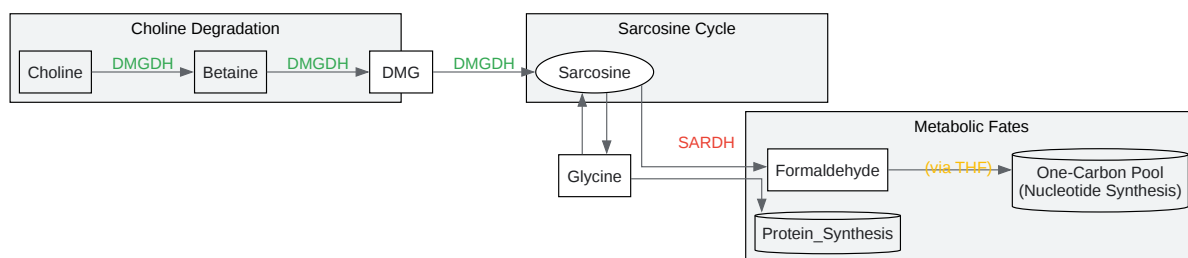 Choline Degradation
Sarcosine Cycle
Choline
DMGDH
Betaine
DMGDH
DMG
DMGDH
Sarcosine
Metabolic Fates
SARDH
Glycine
Formaldehyde
(via THF)
One-Carbon Pool
(Nucleotide Synthesis)
Protein_Synthesis